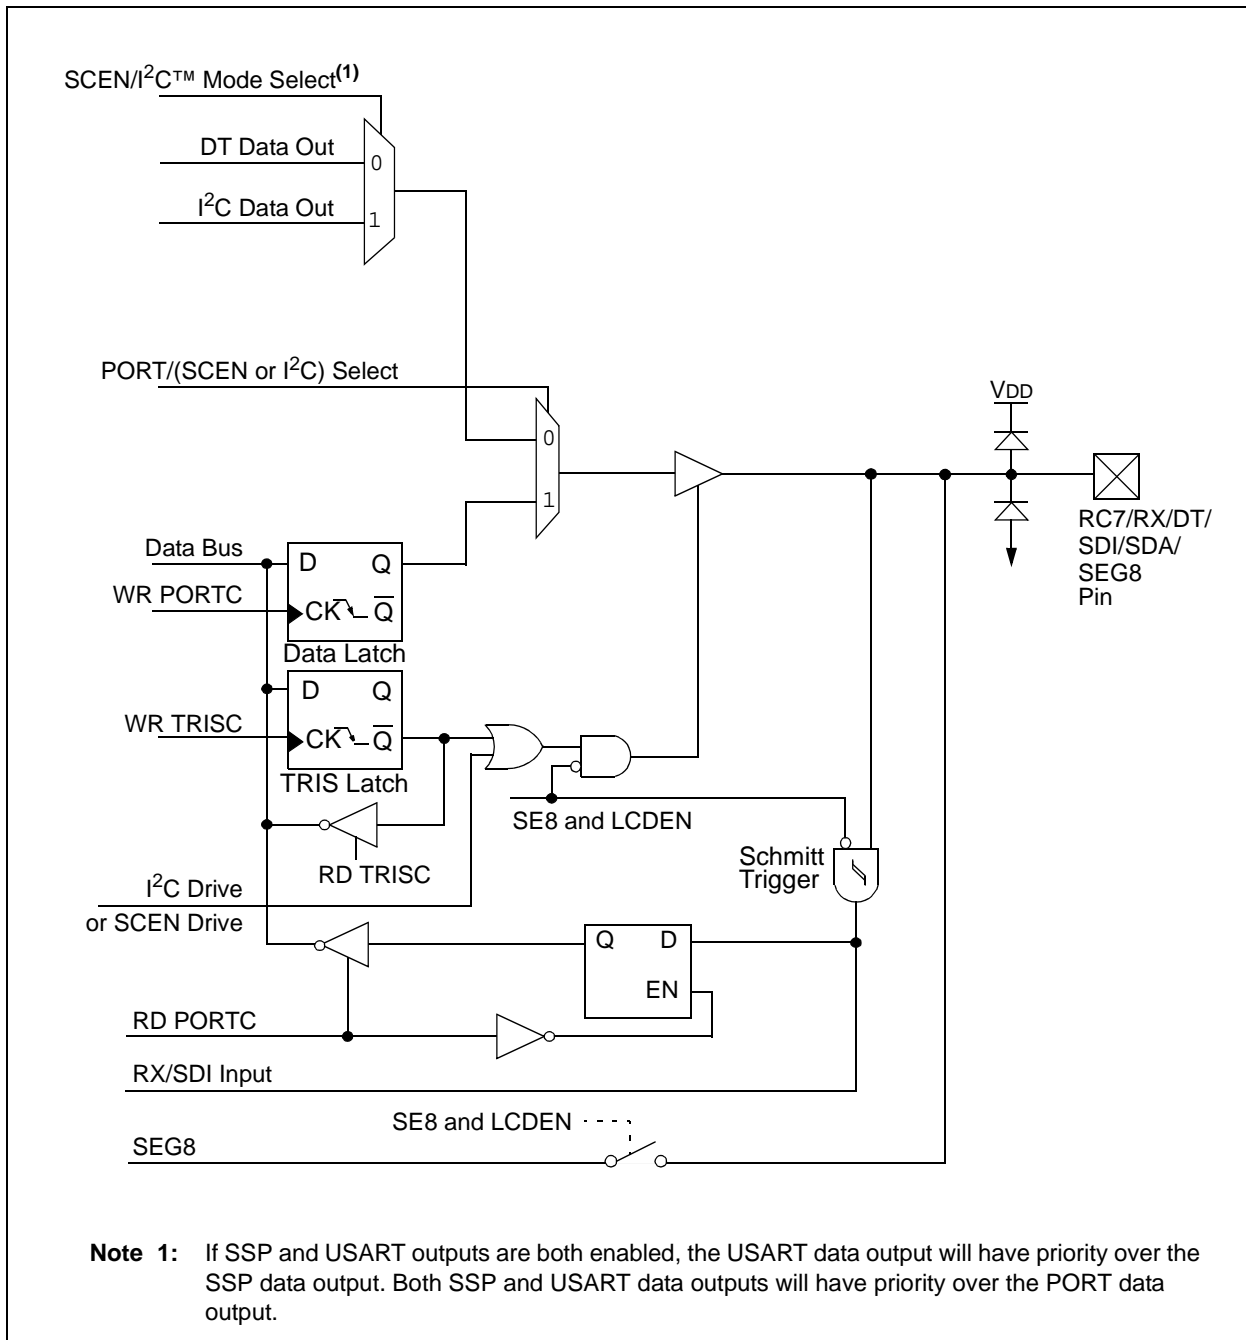 SCEN/I²C™ Mode Select(1)
DT Data Out
0
I²C Data Out
1
PORT/(SCEN or I²C) Select
0
1
VDD
RC7/RX/DT/
SDI/SDA/
SEG8
Pin
Data Bus
D Q
WR PORTC
CK Q̅
Data Latch
D Q
WR TRISC
CK Q̅
TRIS Latch
SE8 and LCDEN
RD TRISC
Schmitt
Trigger
I²C Drive
or SCEN Drive
Q D
EN
RD PORTC
RX/SDI Input
SE8 and LCDEN
SEG8
Note 1: If SSP and USART outputs are both enabled, the USART data output will have priority over the
SSP data output. Both SSP and USART data outputs will have priority over the PORT data
output.